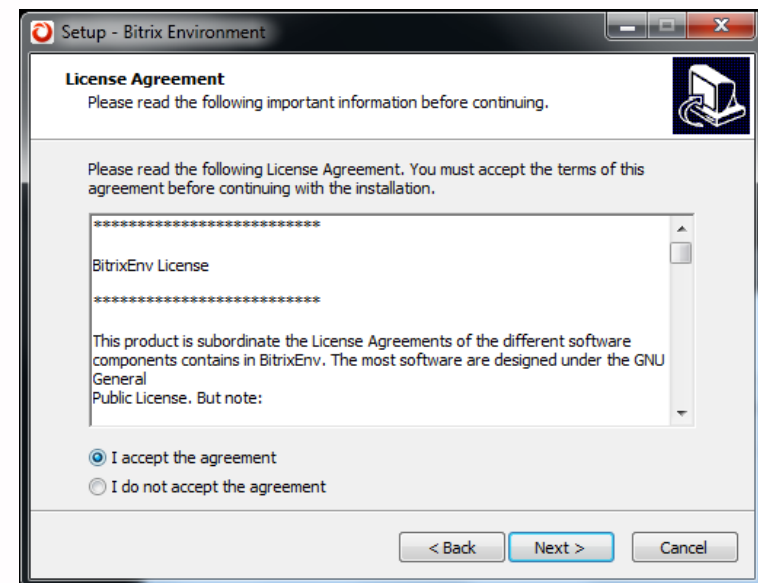 Setup - Bitrix Environment
License Agreement
Please read the following important information before continuing.
Please read the following License Agreement. You must accept the terms of this
agreement before continuing with the installation.
**************************
BitrixEnv License
**************************
This product is subordinate the License Agreements of the different software
components contains in BitrixEnv. The most software are designed under the GNU
General
Public License. But note:
I accept the agreement
I do not accept the agreement
< Back
Next >
Cancel